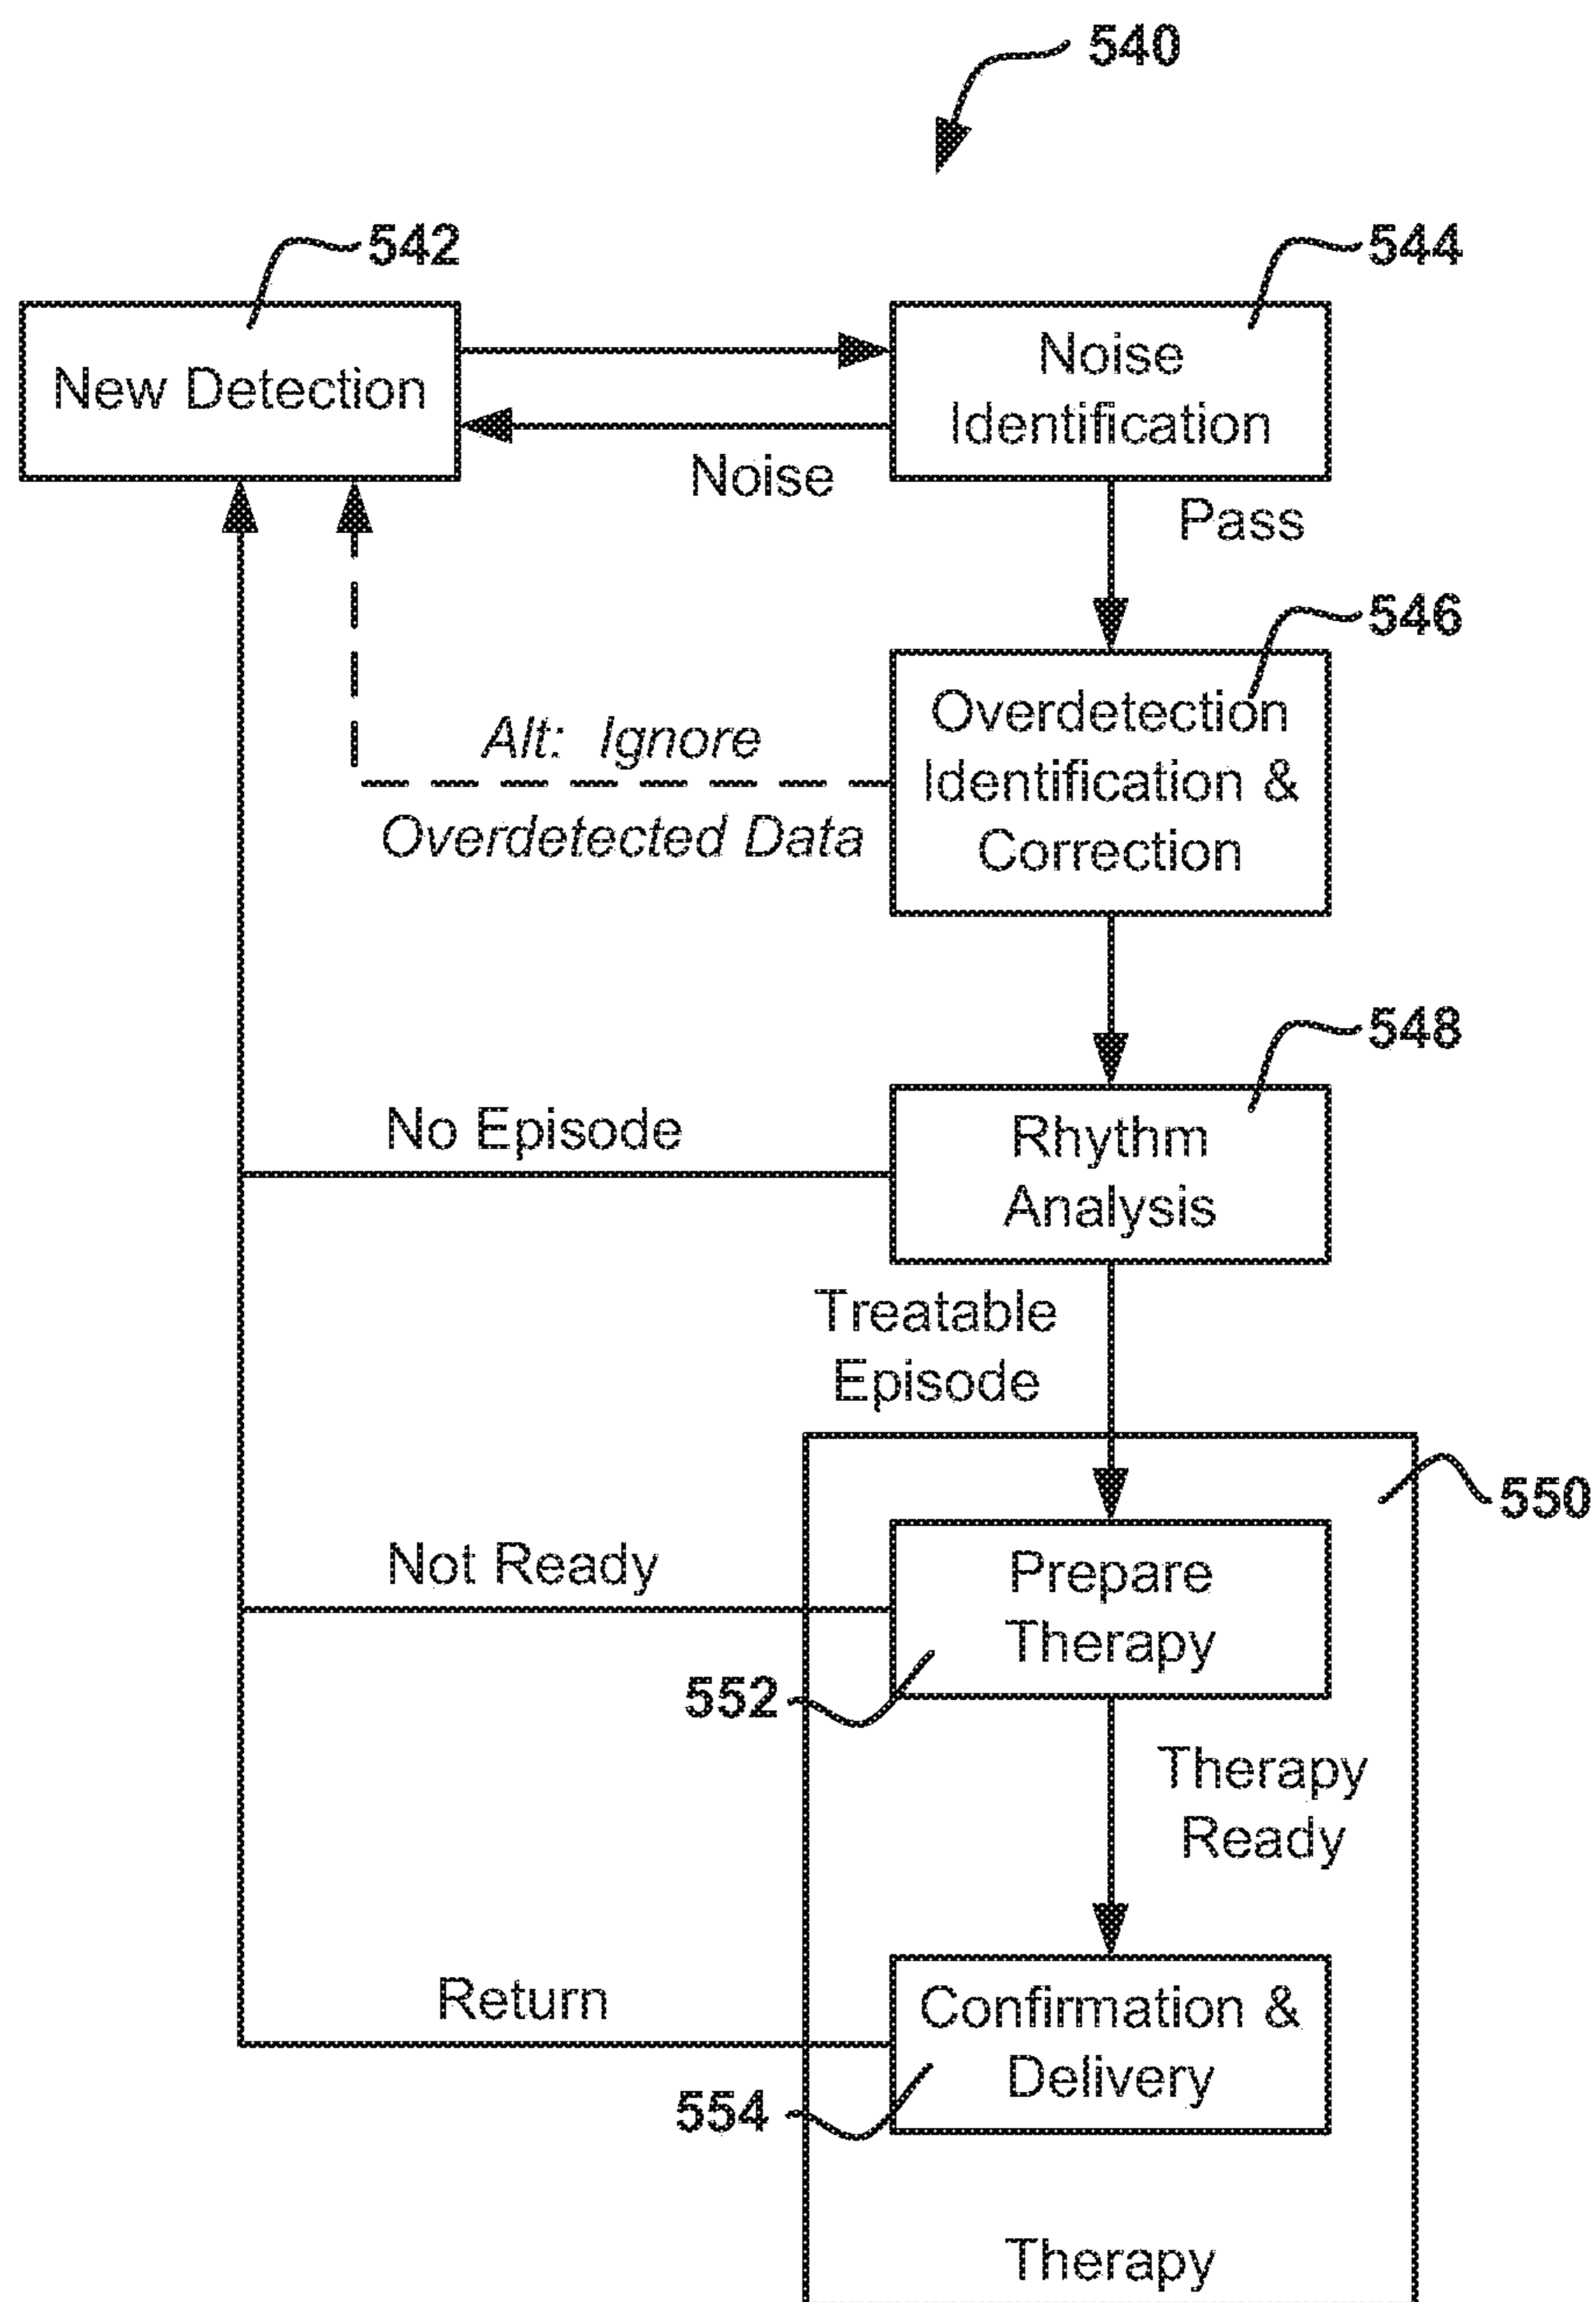 540
542
544
New Detection
Noise
Identification
Noise
Pass
546
Overdetection
Identification &
Correction
Alt: Ignore
Overdetected Data
548
Rhythm
Analysis
No Episode
Treatable
Episode
550
Prepare
Therapy
Not Ready
552
Therapy
Ready
Confirmation &
Delivery
Return
554
Therapy